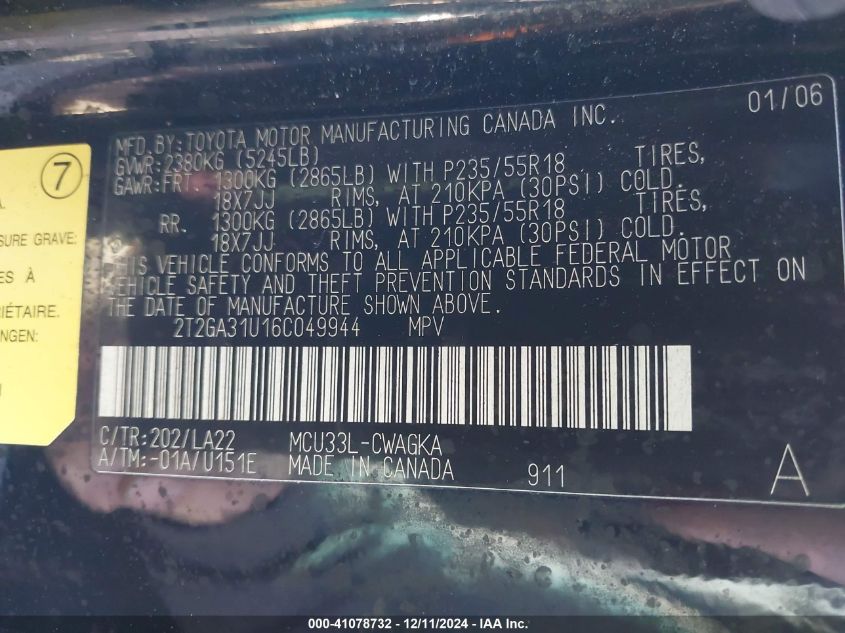 01/06
MFD.BY:TOYOTA MOTOR MANUFACTURING CANADA INC.
GVWR:2380KG (5245LB)
GAWR:FRT. 1300KG (2865LB) WITH P235/55R18 TIRES,
18X7JJ RIMS, AT 210KPA (30PSI) COLD.
RR. 1300KG (2865LB) WITH P235/55R18 TIRES,
18X7JJ RIMS, AT 210KPA (30PSI) COLD.
THIS VEHICLE CONFORMS TO ALL APPLICABLE FEDERAL MOTOR
VEHICLE SAFETY AND THEFT PREVENTION STANDARDS IN EFFECT ON
THE DATE OF MANUFACTURE SHOWN ABOVE.
2T2GA31U16C049944 MPV
C/TR:202/LA22 MCU33L-CWAGKA
A/TM:-01A/U151E MADE IN CANADA 911 A
7
SURE GRAVE:
ES À
RIÉTAIRE.
NGEN:
000-41078732 - 12/11/2024 - IAA Inc.